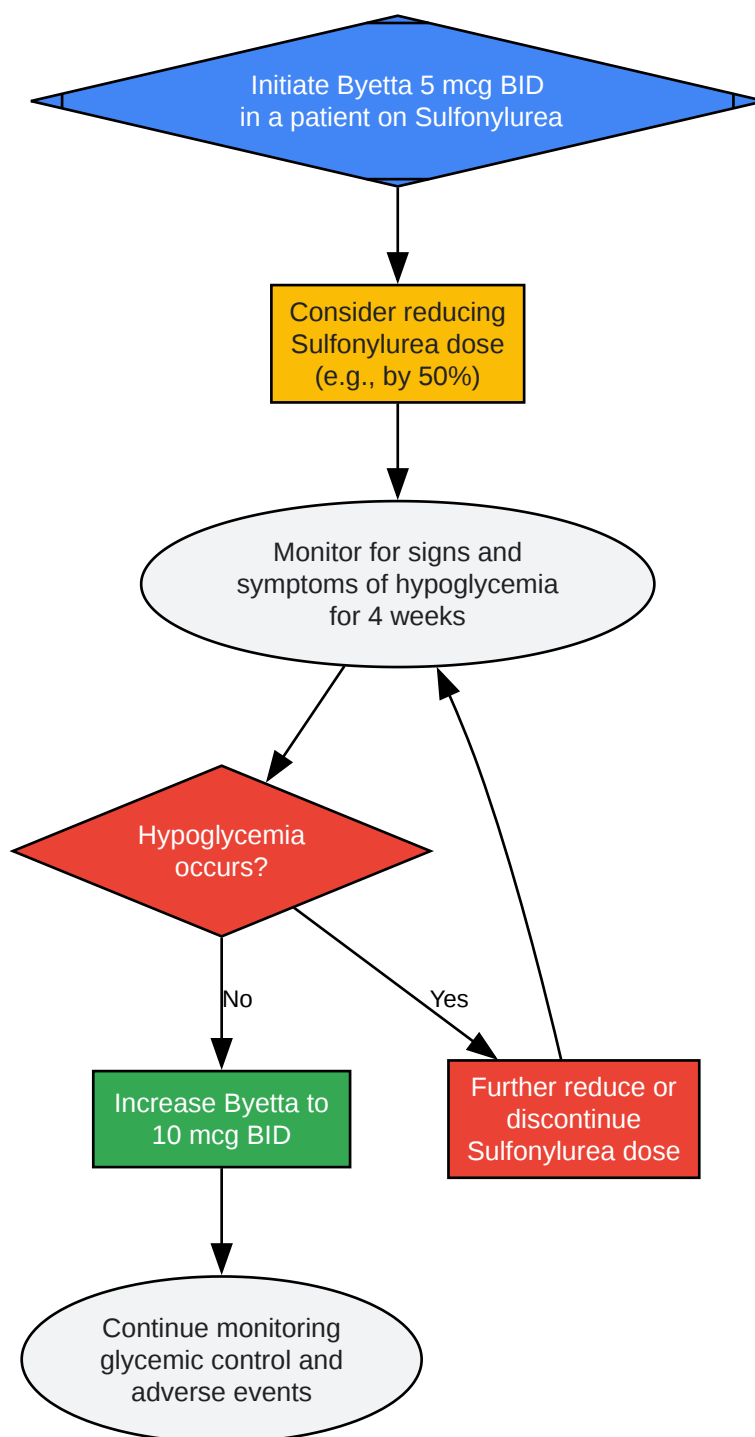 Initiate Byetta 5 mcg BID
in a patient on Sulfonylurea
Consider reducing
Sulfonylurea dose
(e.g., by 50%)
Monitor for signs and
symptoms of hypoglycemia
for 4 weeks
Hypoglycemia
occurs?
No
Yes
Increase Byetta to
10 mcg BID
Further reduce or
discontinue
Sulfonylurea dose
Continue monitoring
glycemic control and
adverse events